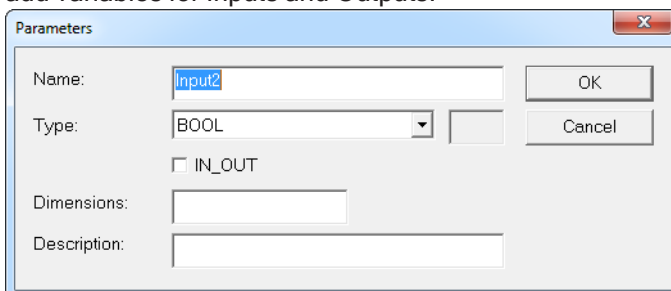 add variables for Inputs and Outputs.
Parameters
Name: Input2 OK
Type: BOOL Cancel
IN_OUT
Dimensions:
Description: